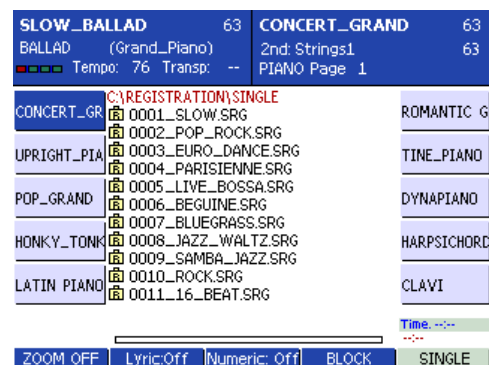 SLOW_BALLAD 63
BALLAD (Grand_Piano)
Tempo: 76 Transp: --
CONCERT_GRAND 63
2nd: Strings1 63
PIANO Page 1
CONCERT_GR
UPRIGHT_PIA
POP_GRAND
HONKY_TONK
LATIN PIANO
C:\REGISTRATION\SINGLE
R 0001_SLOW.SRG
R 0002_POP_ROCK.SRG
R 0003_EURO_DANCE.SRG
R 0004_PARISIENNE.SRG
R 0005_LIVE_BOSSA.SRG
R 0006_BEGUINE.SRG
R 0007_BLUEGRASS.SRG
R 0008_JAZZ_WALTZ.SRG
R 0009_SAMBA_JAZZ.SRG
R 0010_ROCK.SRG
R 0011_16_BEAT.SRG
ROMANTIC G
TINE_PIANO
DYNAPIANO
HARPSICHORD
CLAVI
Time. --:--
--:--
ZOOM OFF Lyric:Off Numeric: Off BLOCK SINGLE